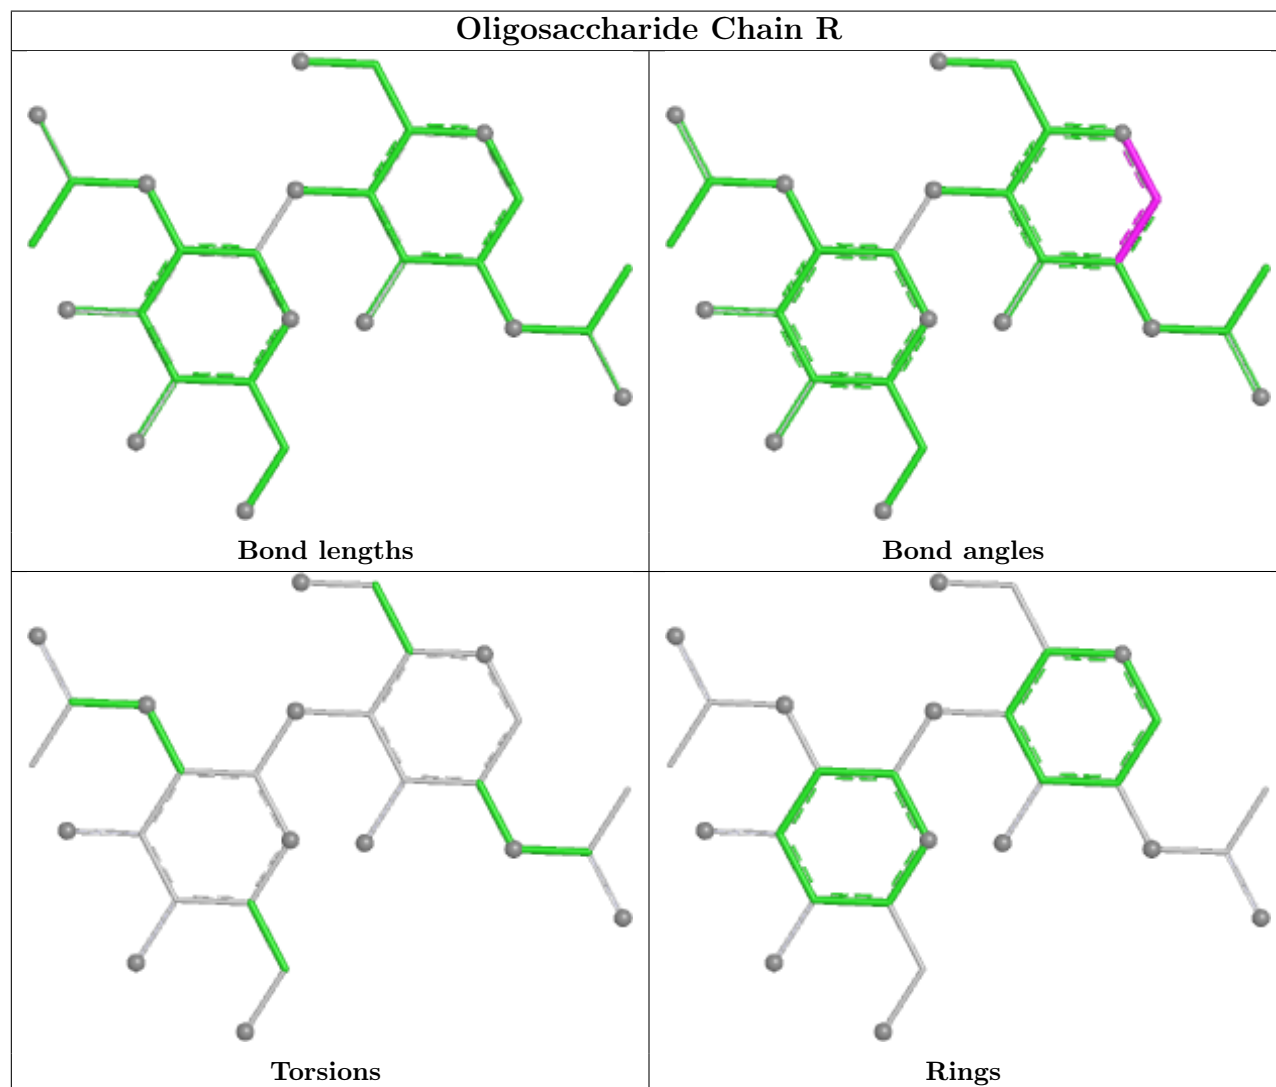 Oligosaccharide Chain R
Bond lengths
Bond angles
Torsions
Rings